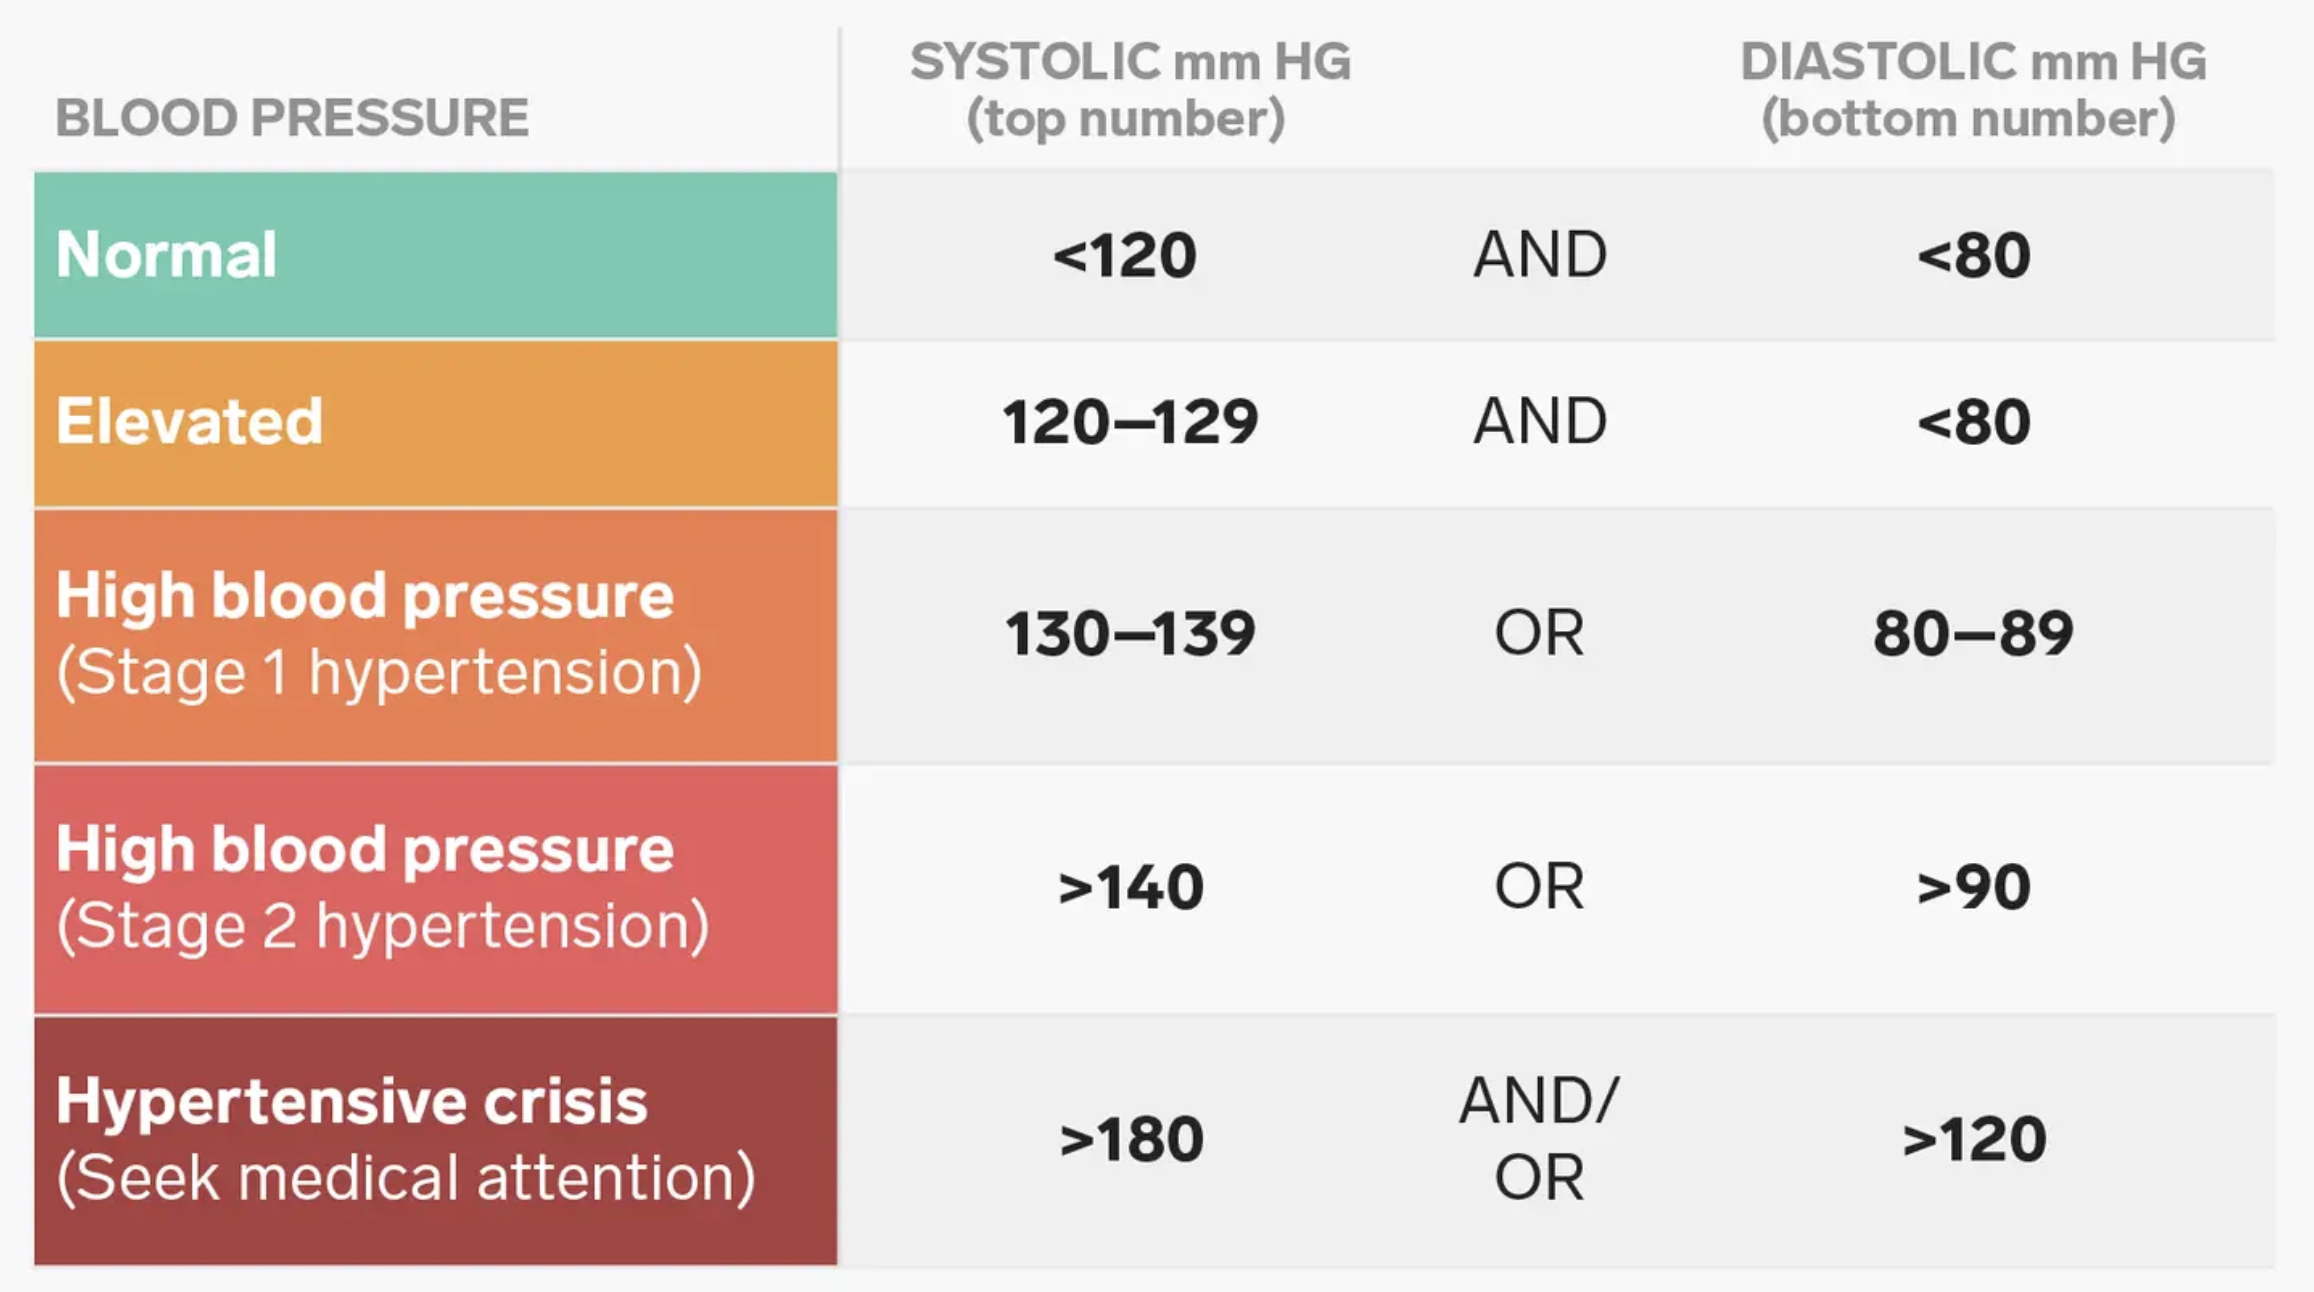 BLOOD PRESSURE
SYSTOLIC mm HG
(top number)
DIASTOLIC mm HG
(bottom number)
Normal
<120 AND <80
Elevated
120–129 AND <80
High blood pressure
(Stage 1 hypertension)
130–139 OR 80–89
High blood pressure
(Stage 2 hypertension)
>140 OR >90
Hypertensive crisis
(Seek medical attention)
>180 AND/
OR >120